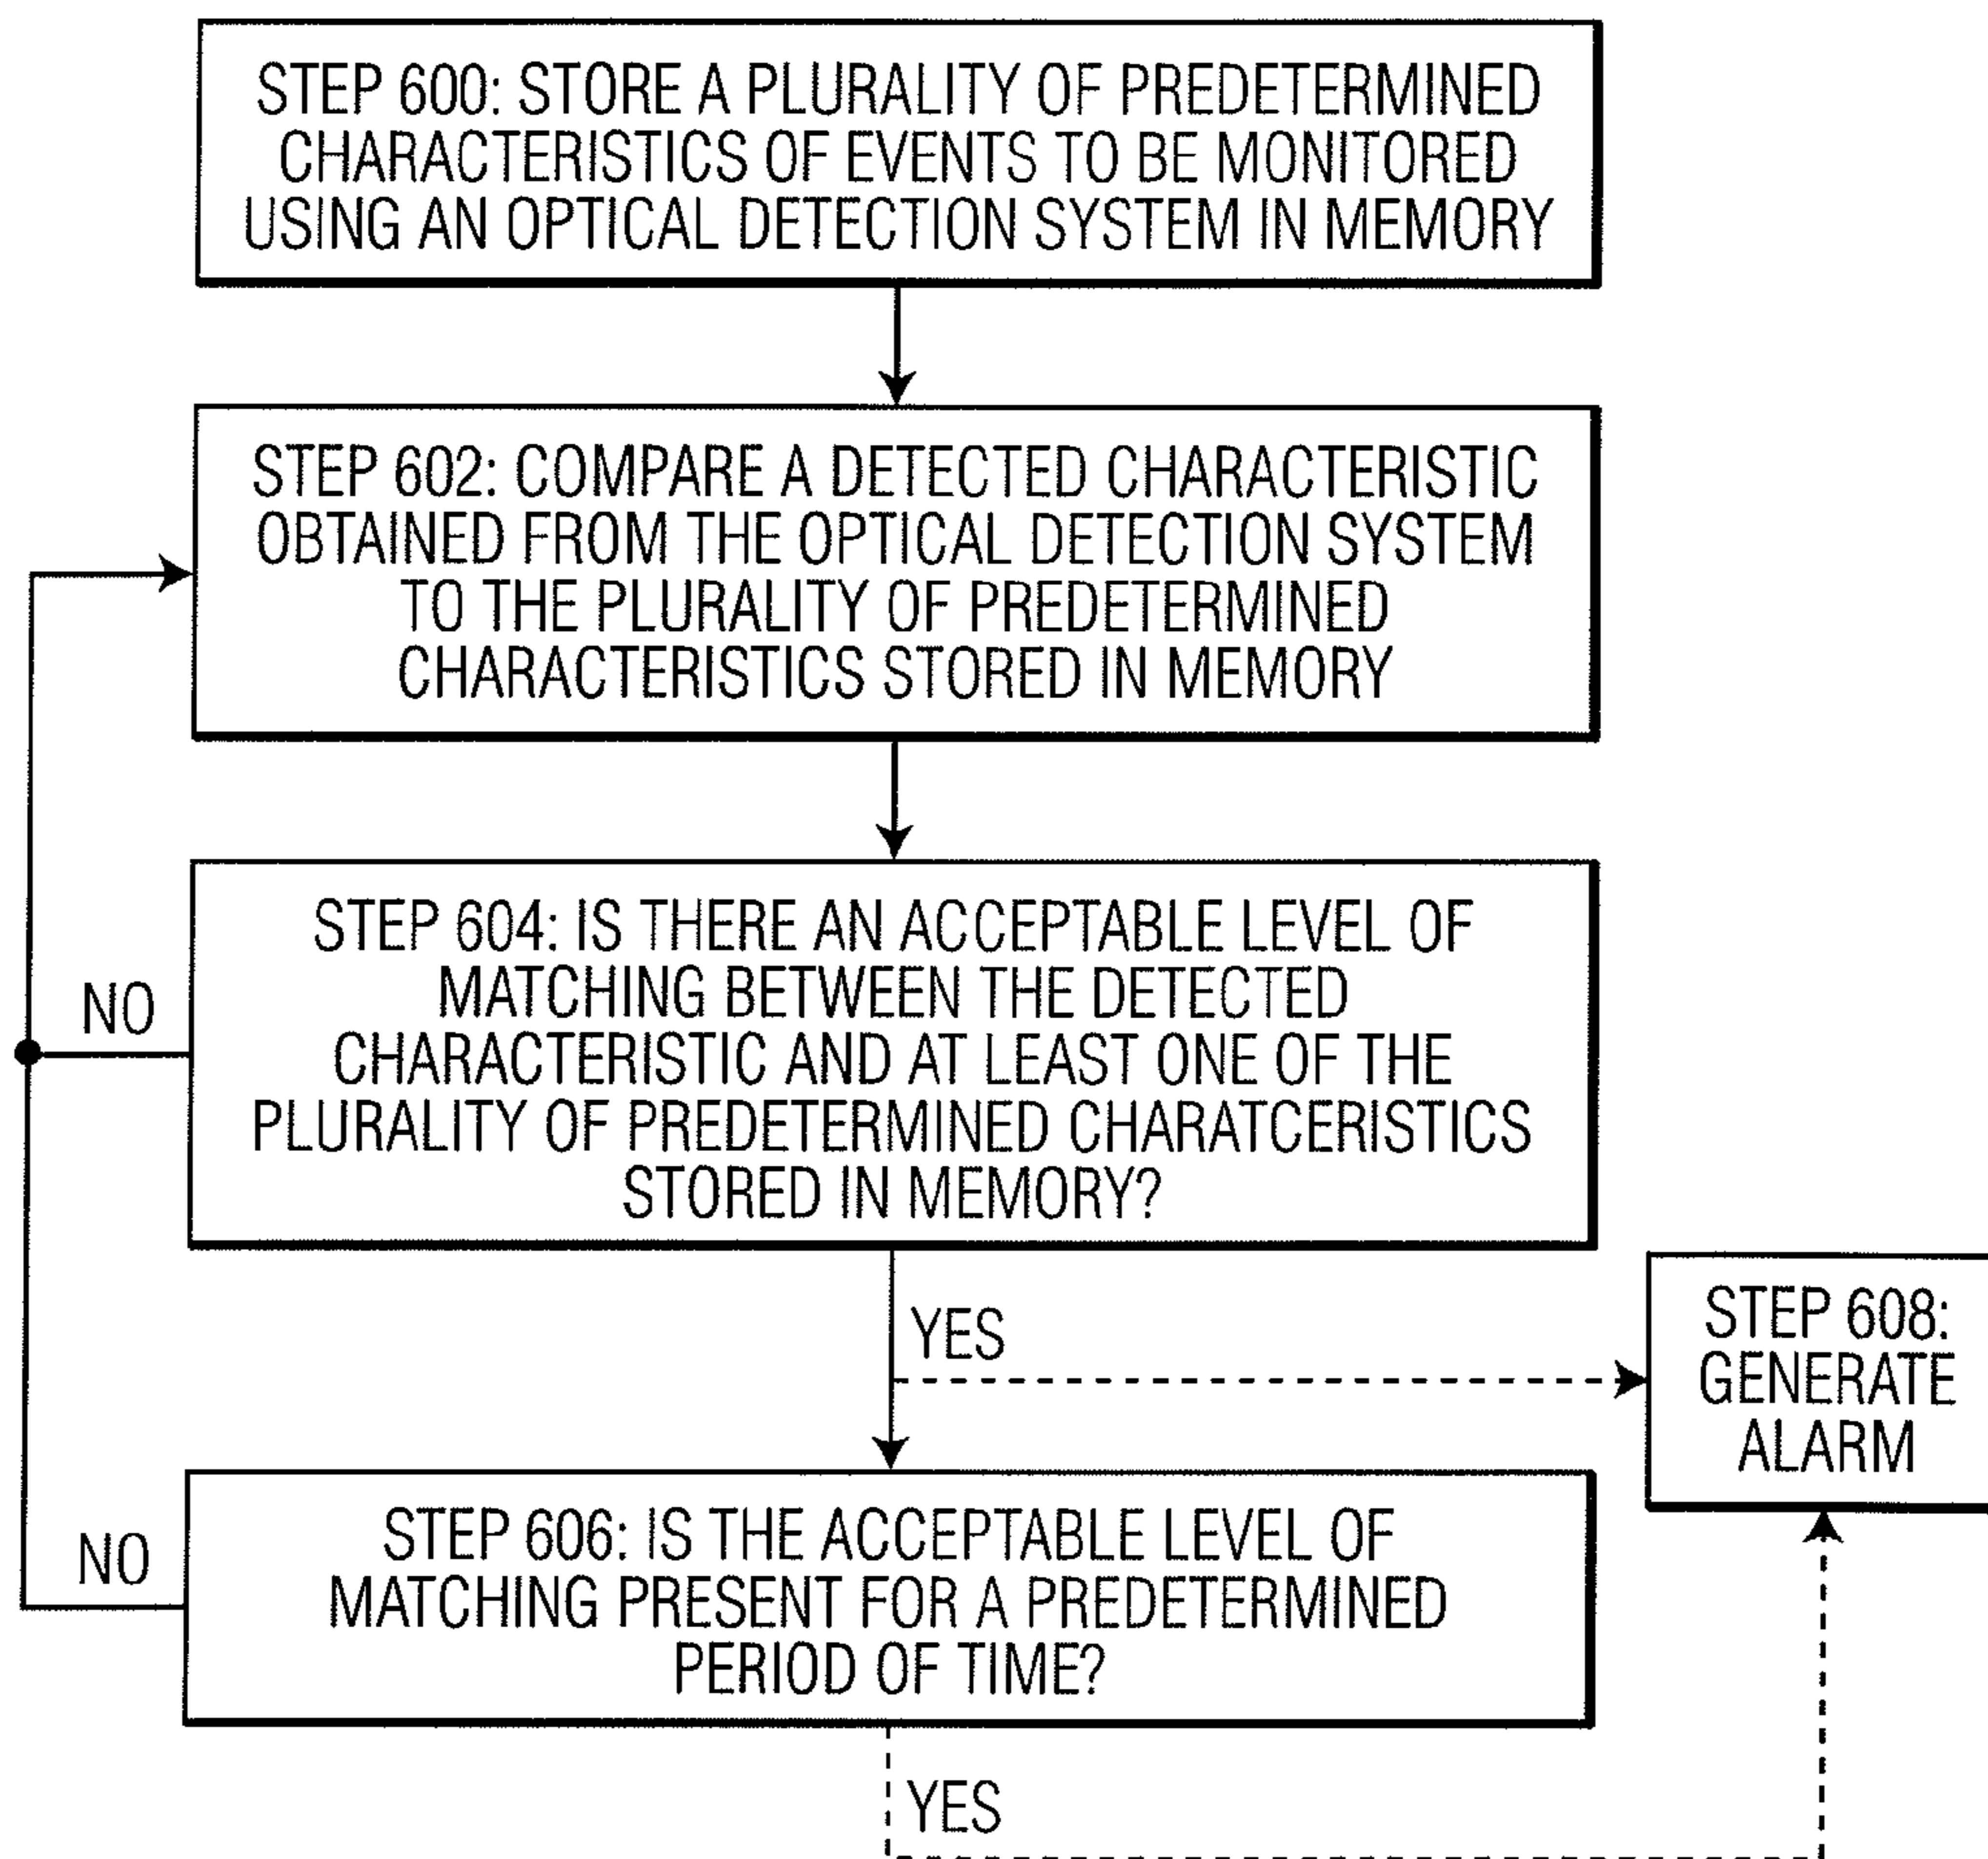 STEP 600: STORE A PLURALITY OF PREDETERMINED
CHARACTERISTICS OF EVENTS TO BE MONITORED
USING AN OPTICAL DETECTION SYSTEM IN MEMORY
STEP 602: COMPARE A DETECTED CHARACTERISTIC
OBTAINED FROM THE OPTICAL DETECTION SYSTEM
TO THE PLURALITY OF PREDETERMINED
CHARACTERISTICS STORED IN MEMORY
STEP 604: IS THERE AN ACCEPTABLE LEVEL OF
MATCHING BETWEEN THE DETECTED
CHARACTERISTIC AND AT LEAST ONE OF THE
PLURALITY OF PREDETERMINED CHARATCERISTICS
STORED IN MEMORY?
NO
YES
STEP 608:
GENERATE
ALARM
STEP 606: IS THE ACCEPTABLE LEVEL OF
MATCHING PRESENT FOR A PREDETERMINED
PERIOD OF TIME?
NO
YES